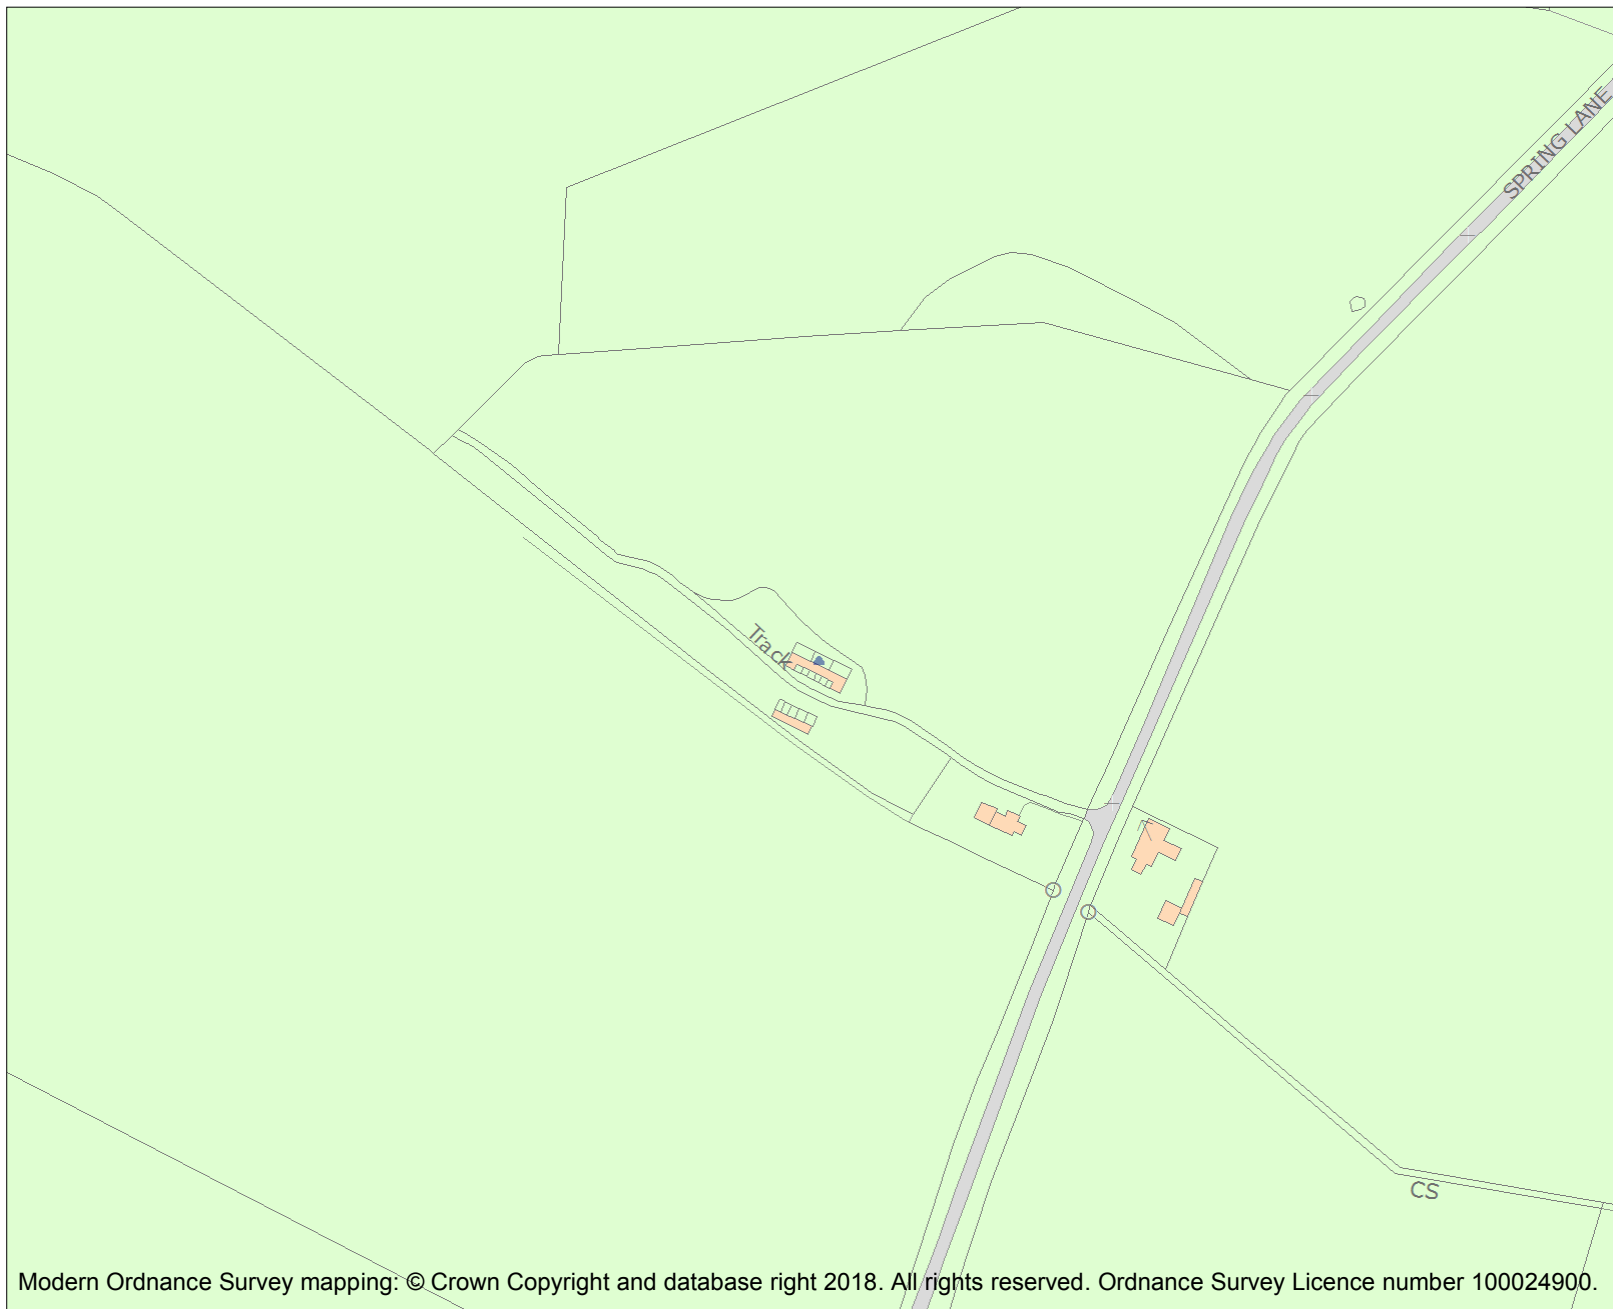 SPRING LANE
Track
CS
Modern Ordnance Survey mapping: © Crown Copyright and database right 2018. All rights reserved. Ordnance Survey Licence number 100024900.